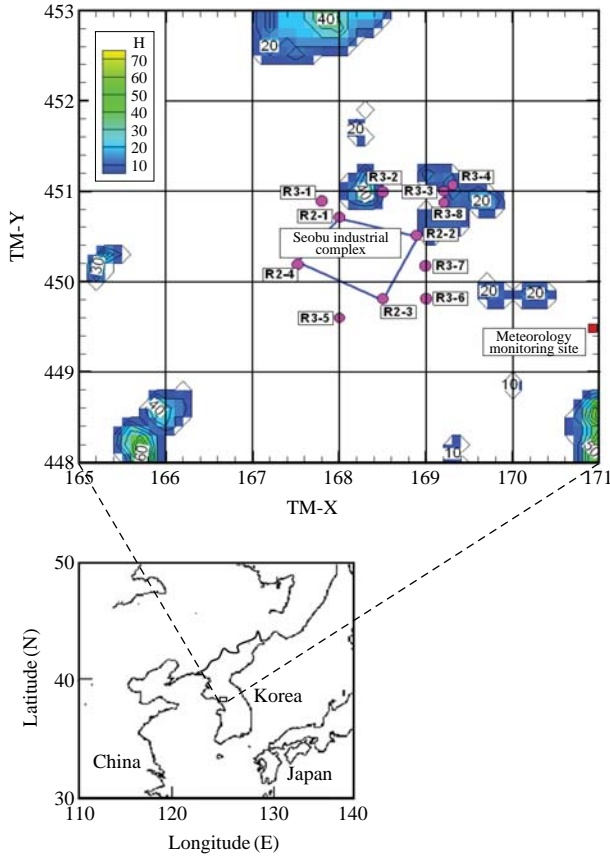 453
H
70
60
50
40
30
20
10
40
20
452
20
R3-2
R3-4
451
R3-1
R3-3
R2-1
R3-8
20
R2-2
Seobu industrial
complex
450
30
R2-4
R3-7
20
20
R2-3
R3-6
R3-5
Meteorology
monitoring site
449
10
40
10
60
448
165
166
167
168
169
170
171
TM-Y
TM-X
50
40
30
Korea
China
Japan
110
120
130
140
Latitude (N)
Longitude (E)